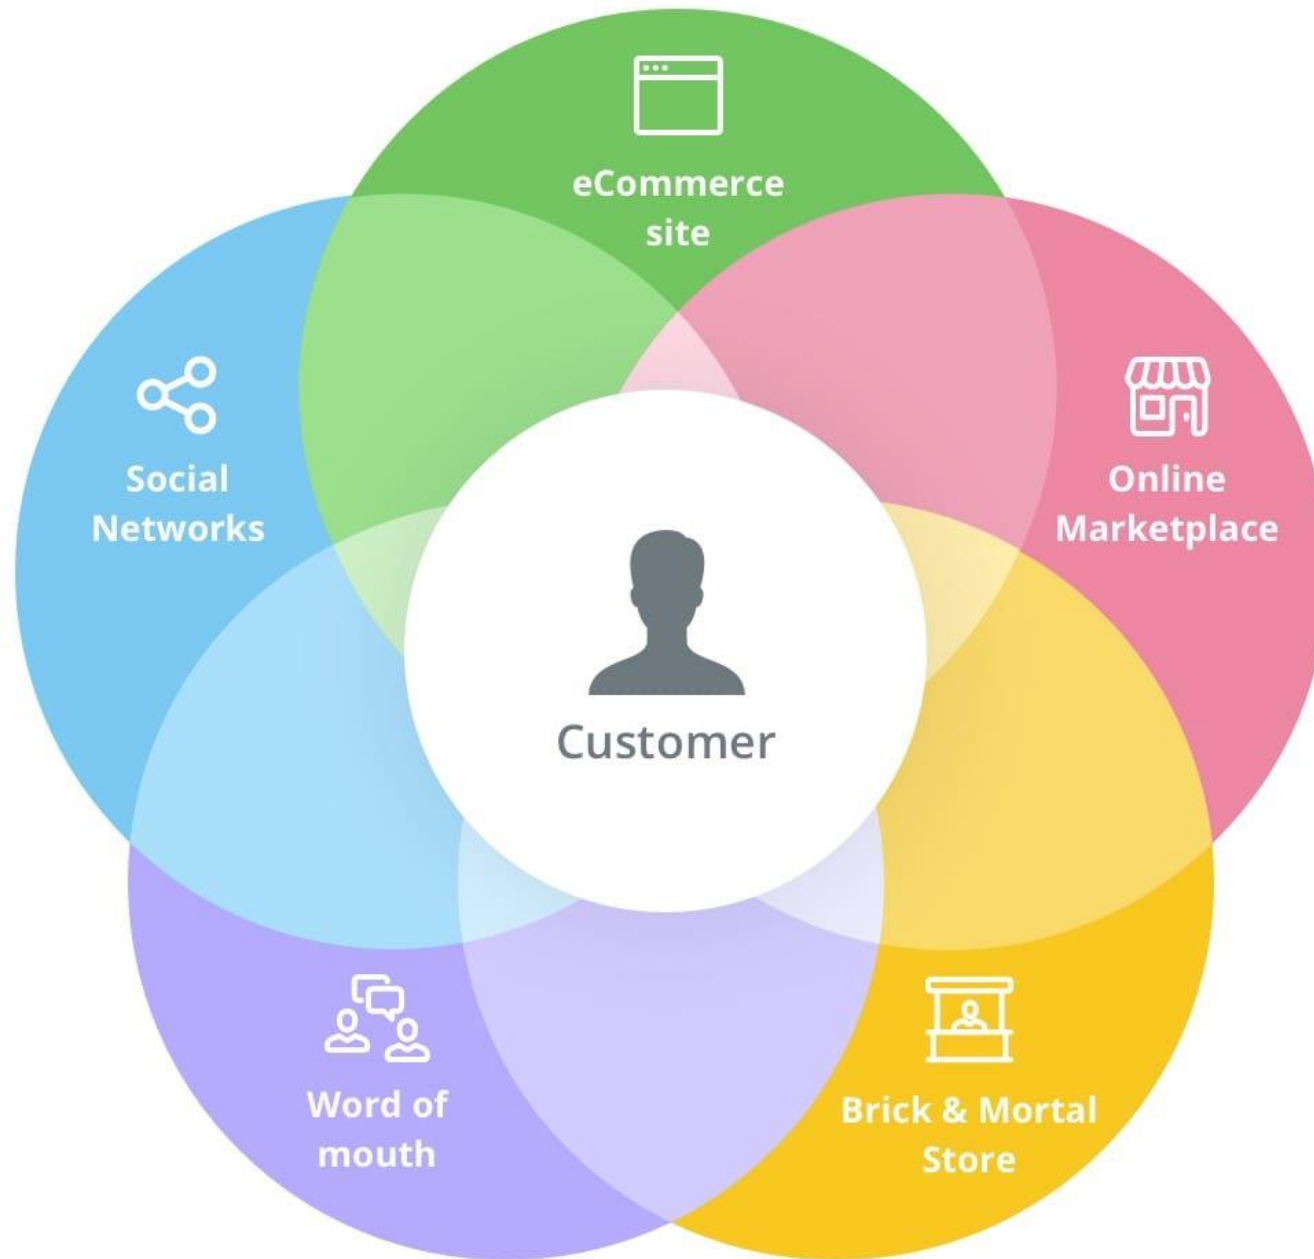 eCommerce
site
Social
Networks
Online
Marketplace
Customer
Word of
mouth
Brick & Mortal
Store